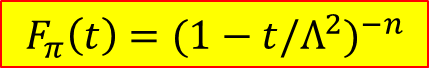 F_π(t) = (1 − t/Λ²)⁻ⁿ